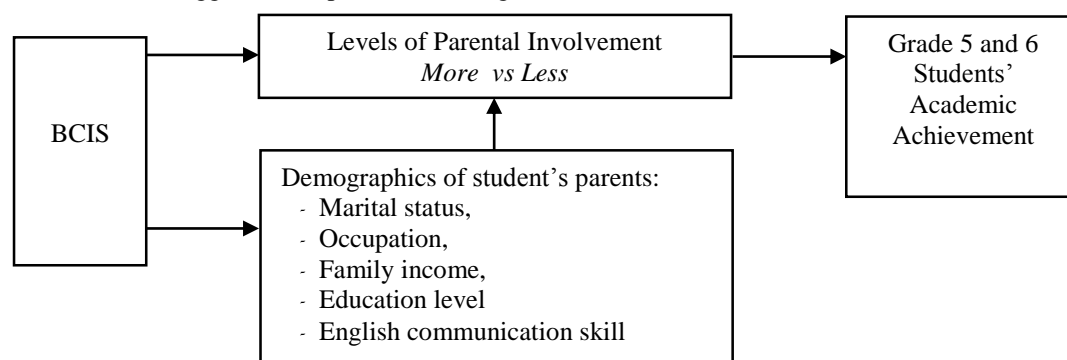 BCIS
Levels of Parental Involvement
More vs Less
Grade 5 and 6
Students’
Academic
Achievement
Demographics of student’s parents:
- Marital status,
- Occupation,
- Family income,
- Education level
- English communication skill